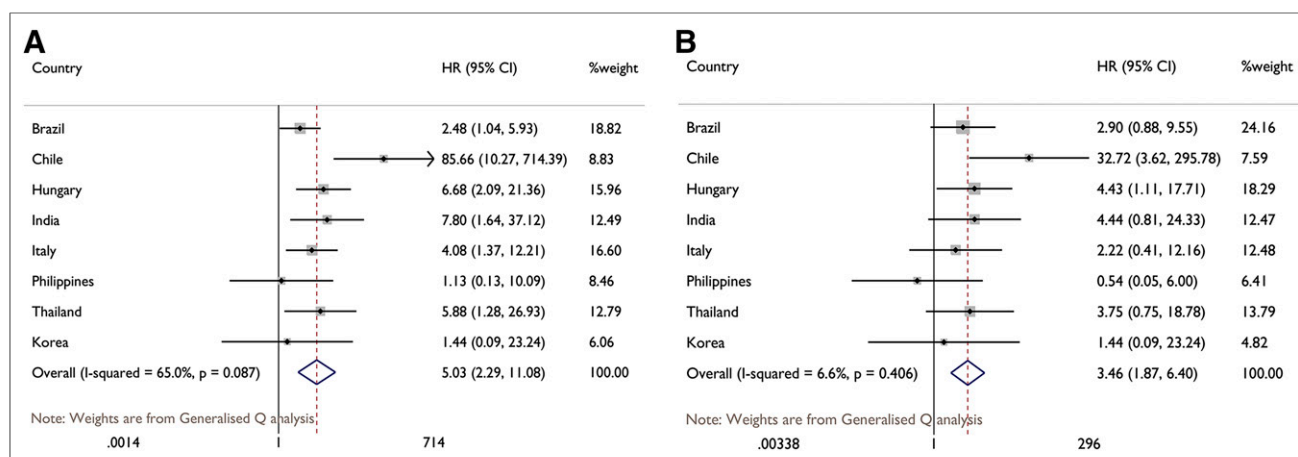 A
Country HR (95% CI) %weight
Brazil 2.48 (1.04, 5.93) 18.82
Chile 85.66 (10.27, 714.39) 8.83
Hungary 6.68 (2.09, 21.36) 15.96
India 7.80 (1.64, 37.12) 12.49
Italy 4.08 (1.37, 12.21) 16.60
Philippines 1.13 (0.13, 10.09) 8.46
Thailand 5.88 (1.28, 26.93) 12.79
Korea 1.44 (0.09, 23.24) 6.06
Overall (I-squared = 65.0%, p = 0.087) 5.03 (2.29, 11.08) 100.00
Note: Weights are from Generalised Q analysis
.0014 1 714
B
Country HR (95% CI) %weight
Brazil 2.90 (0.88, 9.55) 24.16
Chile 32.72 (3.62, 295.78) 7.59
Hungary 4.43 (1.11, 17.71) 18.29
India 4.44 (0.81, 24.33) 12.47
Italy 2.22 (0.41, 12.16) 12.48
Philippines 0.54 (0.05, 6.00) 6.41
Thailand 3.75 (0.75, 18.78) 13.79
Korea 1.44 (0.09, 23.24) 4.82
Overall (I-squared = 6.6%, p = 0.406) 3.46 (1.87, 6.40) 100.00
Note: Weights are from Generalised Q analysis
.00338 1 296